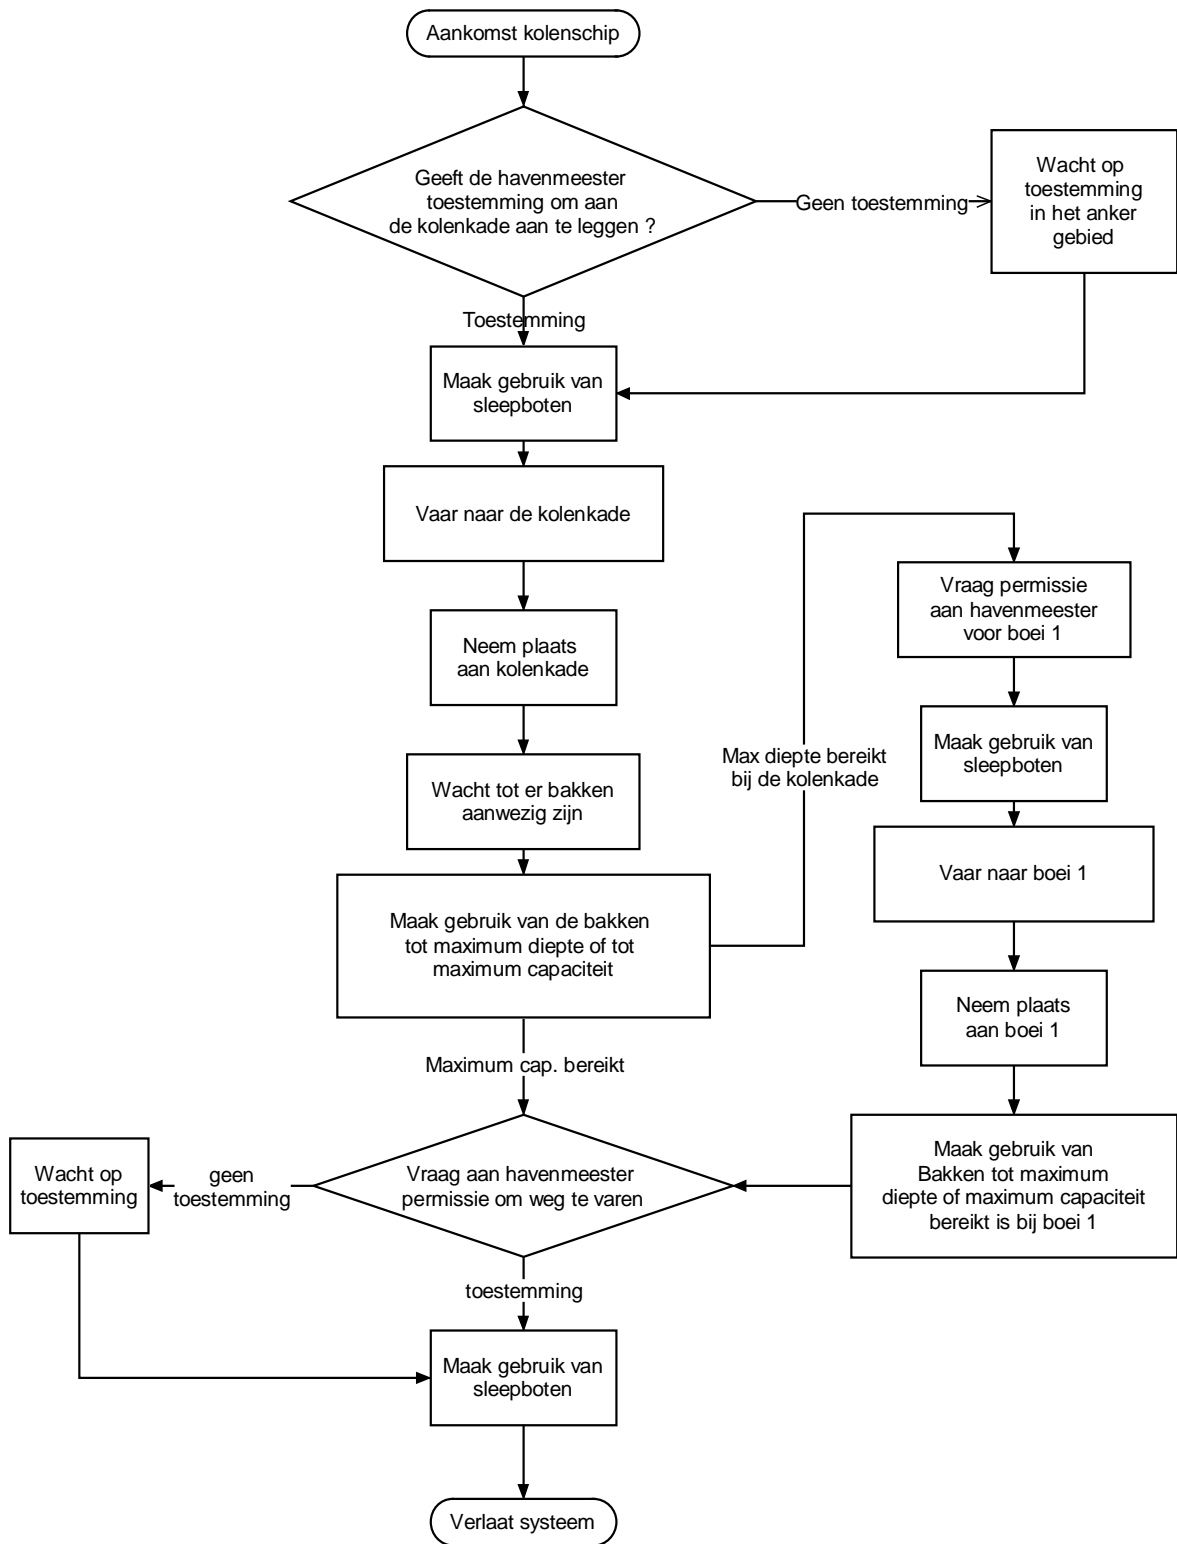 Aankomst kolenschip
Geeft de havenmeester
toestemming om aan
de kolenkade aan te leggen ?
Geen toestemming
Wacht op
toestemming
in het anker
gebied
Toestemming
Maak gebruik van
sleepboten
Vaar naar de kolenkade
Neem plaats
aan kolenkade
Wacht tot er bakken
aanwezig zijn
Maak gebruik van de bakken
tot maximum diepte of tot
maximum capaciteit
Max diepte bereikt
bij de kolenkade
Vraag permissie
aan havenmeester
voor boei 1
Maak gebruik van
sleepboten
Vaar naar boei 1
Neem plaats
aan boei 1
Maak gebruik van
Bakken tot maximum
diepte of maximum capaciteit
bereikt is bij boei 1
Maximum cap. bereikt
Vraag aan havenmeester
permissie om weg te varen
geen
toestemming
Wacht op
toestemming
toestemming
Maak gebruik van
sleepboten
Verlaat systeem